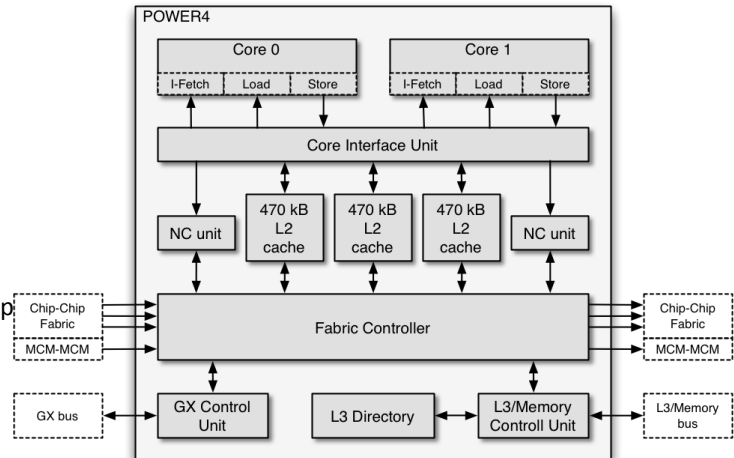 POWER4
Core 0
Core 1
I-Fetch
Load
Store
I-Fetch
Load
Store
Core Interface Unit
NC unit
470 kB
L2
cache
470 kB
L2
cache
470 kB
L2
cache
NC unit
p
Chip-Chip
Fabric
MCM-MCM
Fabric Controller
Chip-Chip
Fabric
MCM-MCM
GX bus
GX Control
Unit
L3 Directory
L3/Memory
Controll Unit
L3/Memory
bus